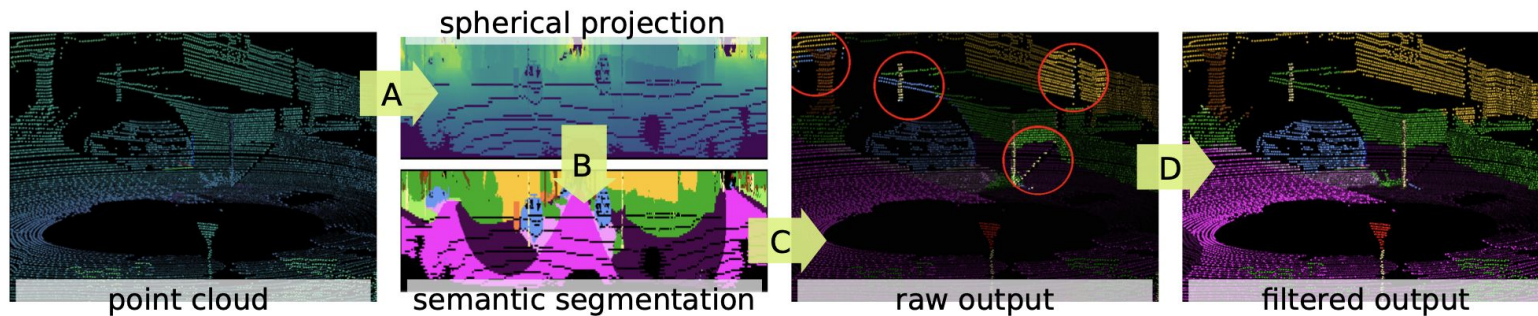 spherical projection
A
B
C
D
point cloud
semantic segmentation
raw output
filtered output